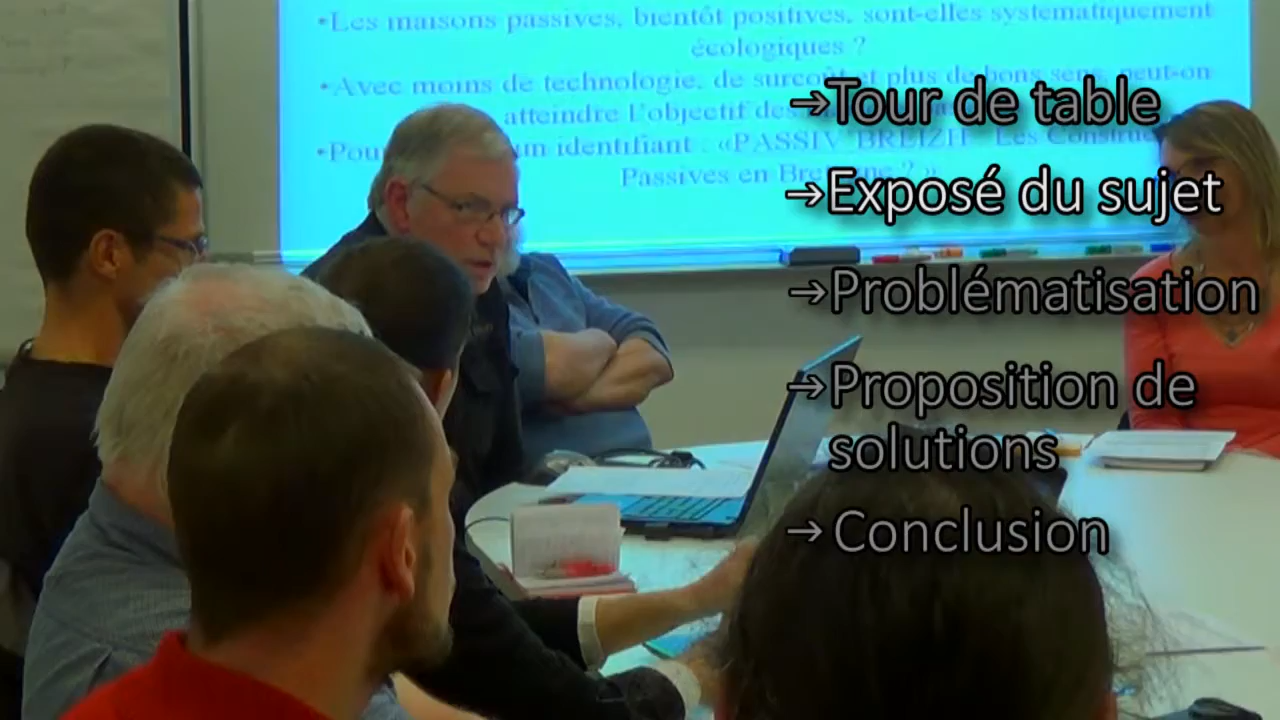 •Les maisons passives, bientôt positives, sont-elles systématiquement
écologiques ?
•Avec moins de technologie, de surcoût et plus de bons sens, peut-on
atteindre l'objectif des
•Pour un identifiant : «PASSIV'BREIZH Les Constructions
Passives en Bretagne ? »
→Tour de table
→Exposé du sujet
→Problématisation
→Proposition de
solutions
→ Conclusion